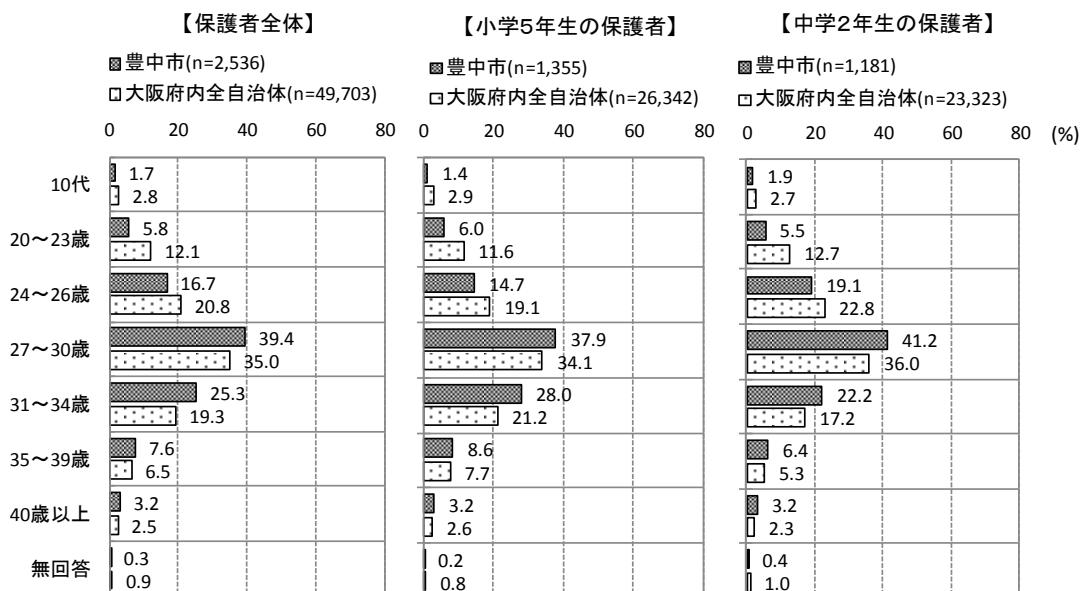 【保護者全体】 【小学5年生の保護者】 【中学2年生の保護者】
豊中市(n=2,536) 豊中市(n=1,355) 豊中市(n=1,181)
大阪府内全自治体(n=49,703) 大阪府内全自治体(n=26,342) 大阪府内全自治体(n=23,323)
0 20 40 60 80 0 20 40 60 80 0 20 40 60 80 (%)
10代 1.7 1.4 1.9
2.8 2.9 2.7
20～23歳 5.8 6.0 5.5
12.1 11.6 12.7
24～26歳 16.7 14.7 19.1
20.8 19.1 22.8
27～30歳 39.4 37.9 41.2
35.0 34.1 36.0
31～34歳 25.3 28.0 22.2
19.3 21.2 17.2
35～39歳 7.6 8.6 6.4
6.5 7.7 5.3
40歳以上 3.2 3.2 3.2
2.5 2.6 2.3
無回答 0.3 0.2 0.4
0.9 0.8 1.0